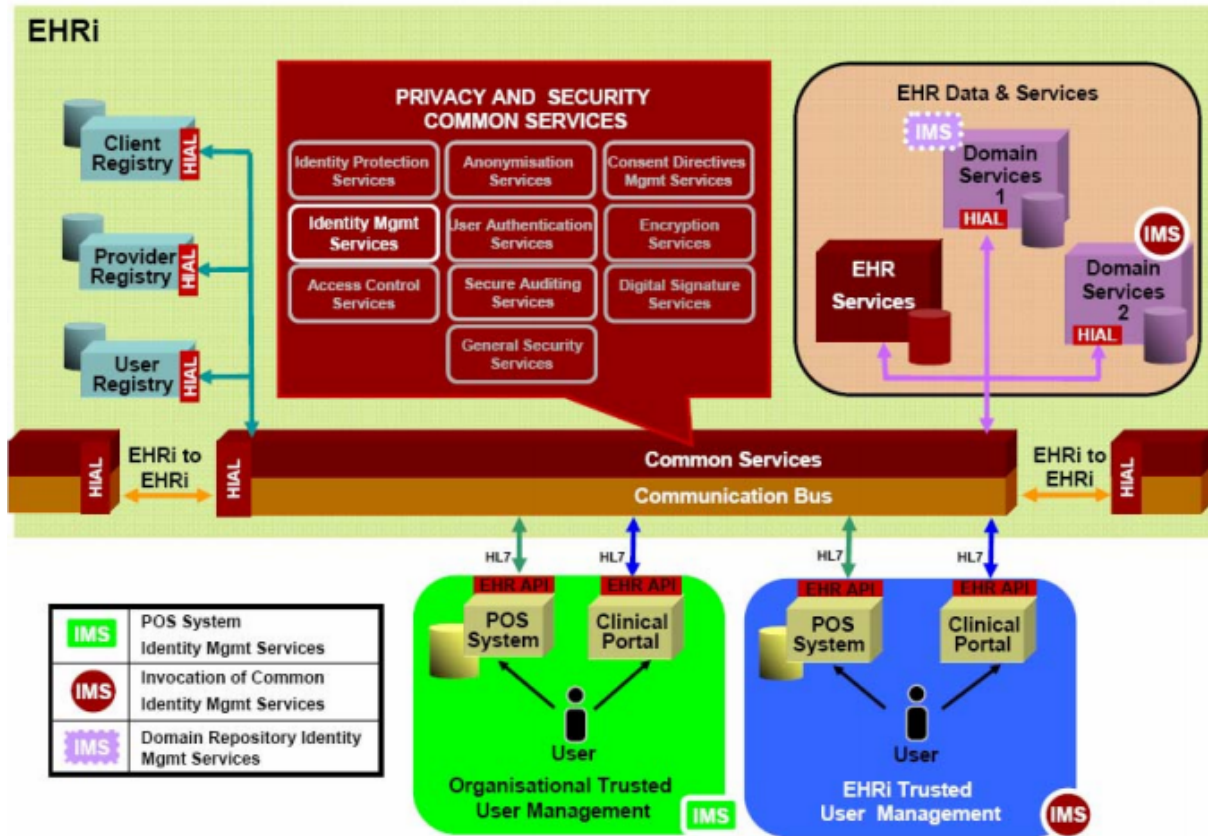 EHRi
PRIVACY AND SECURITY
COMMON SERVICES
Identity Protection
Services
Anonymisation
Services
Consent Directives
Mgmt Services
Identity Mgmt
Services
User Authentication
Services
Encryption
Services
Access Control
Services
Secure Auditing
Services
Digital Signature
Services
General Security
Services
Client
Registry
HIAL
Provider
Registry
HIAL
User
Registry
HIAL
EHR Data & Services
IMS
Domain
Services
1
HIAL
IMS
Domain
Services
2
HIAL
EHR
Services
HIAL
EHRi to
EHRi
HIAL
Common Services
Communication Bus
EHRi to
EHRi
HIAL
HL7
HL7
HL7
HL7
EHR API
POS
System
EHR API
Clinical
Portal
User
Organisational Trusted
User Management
IMS
EHR API
POS
System
EHR API
Clinical
Portal
User
EHRi Trusted
User Management
IMS
IMS
POS System
Identity Mgmt Services
IMS
Invocation of Common
Identity Mgmt Services
IMS
Domain Repository Identity
Mgmt Services